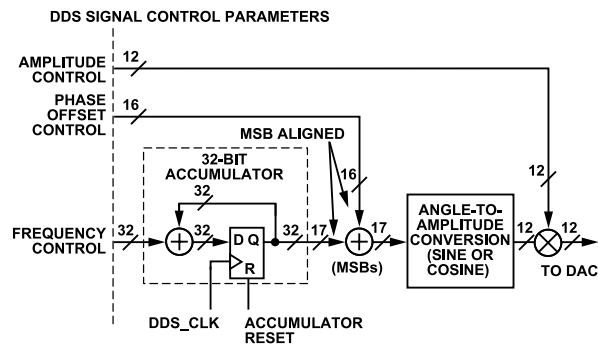 DDS SIGNAL CONTROL PARAMETERS
AMPLITUDE
CONTROL
12
PHASE
OFFSET
CONTROL
16
MSB ALIGNED
32-BIT
ACCUMULATOR
32
16
12
FREQUENCY
CONTROL
32
32
D Q
R
32
17
(MSBs)
17
ANGLE-TO-
AMPLITUDE
CONVERSION
(SINE OR
COSINE)
12
12
TO DAC
DDS_CLK
ACCUMULATOR
RESET